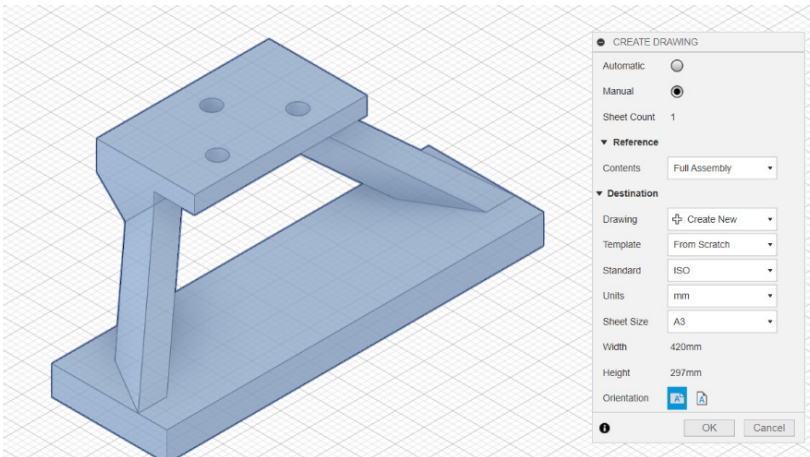 CREATE DRAWING
Automatic
Manual
Sheet Count 1
Reference
Contents Full Assembly
Destination
Drawing Create New
Template From Scratch
Standard ISO
Units mm
Sheet Size A3
Width 420mm
Height 297mm
Orientation A A
OK Cancel